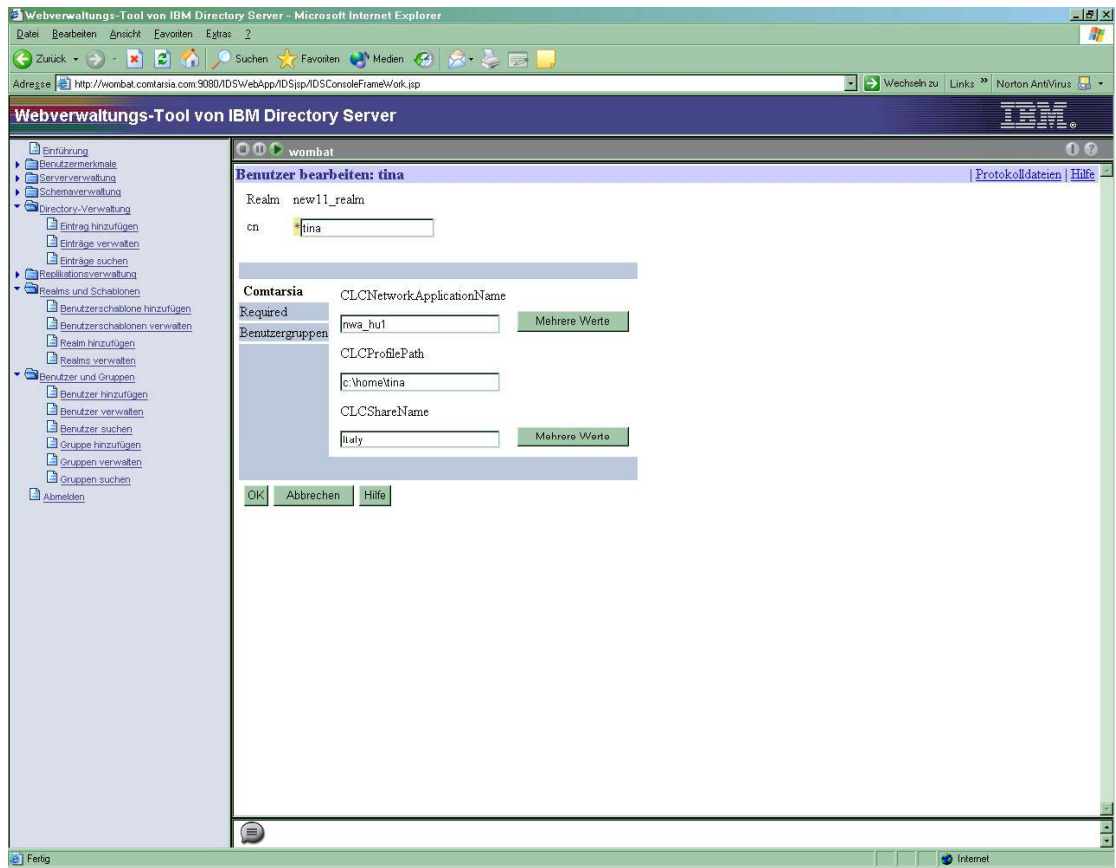 Webverwaltungs-Tool von IBM Directory Server - Microsoft Internet Explorer
Datei Bearbeiten Ansicht Favoriten Extras ?
Zurück Suchen Favoriten Medien
Adresse http://wombat.comtarsia.com:9080/IDSWebApp/IDSjsp/IDSConsoleFrameWork.jsp Wechseln zu Links » Norton AntiVirus
Webverwaltungs-Tool von IBM Directory Server IBM
Einführung
Benutzermerkmale
Serververwaltung
Schemaverwaltung
Directory-Verwaltung
Eintrag hinzufügen
Einträge verwalten
Einträge suchen
Replikationsverwaltung
Realms und Schablonen
Benutzerschablone hinzufügen
Benutzerschablonen verwalten
Realm hinzufügen
Realms verwalten
Benutzer und Gruppen
Benutzer hinzufügen
Benutzer verwalten
Benutzer suchen
Gruppe hinzufügen
Gruppen verwalten
Gruppen suchen
Abmelden
wombat
Benutzer bearbeiten: tina | Protokolldateien | Hilfe
Realm new11_realm
cn *tina
Comtarsia
Required
Benutzergruppen
CLCNetworkApplicationName
nwa_hu1 Mehrere Werte
CLCProfilePath
c:\home\tina
CLCShareName
Italy Mehrere Werte
OK Abbrechen Hilfe
Fertig Internet